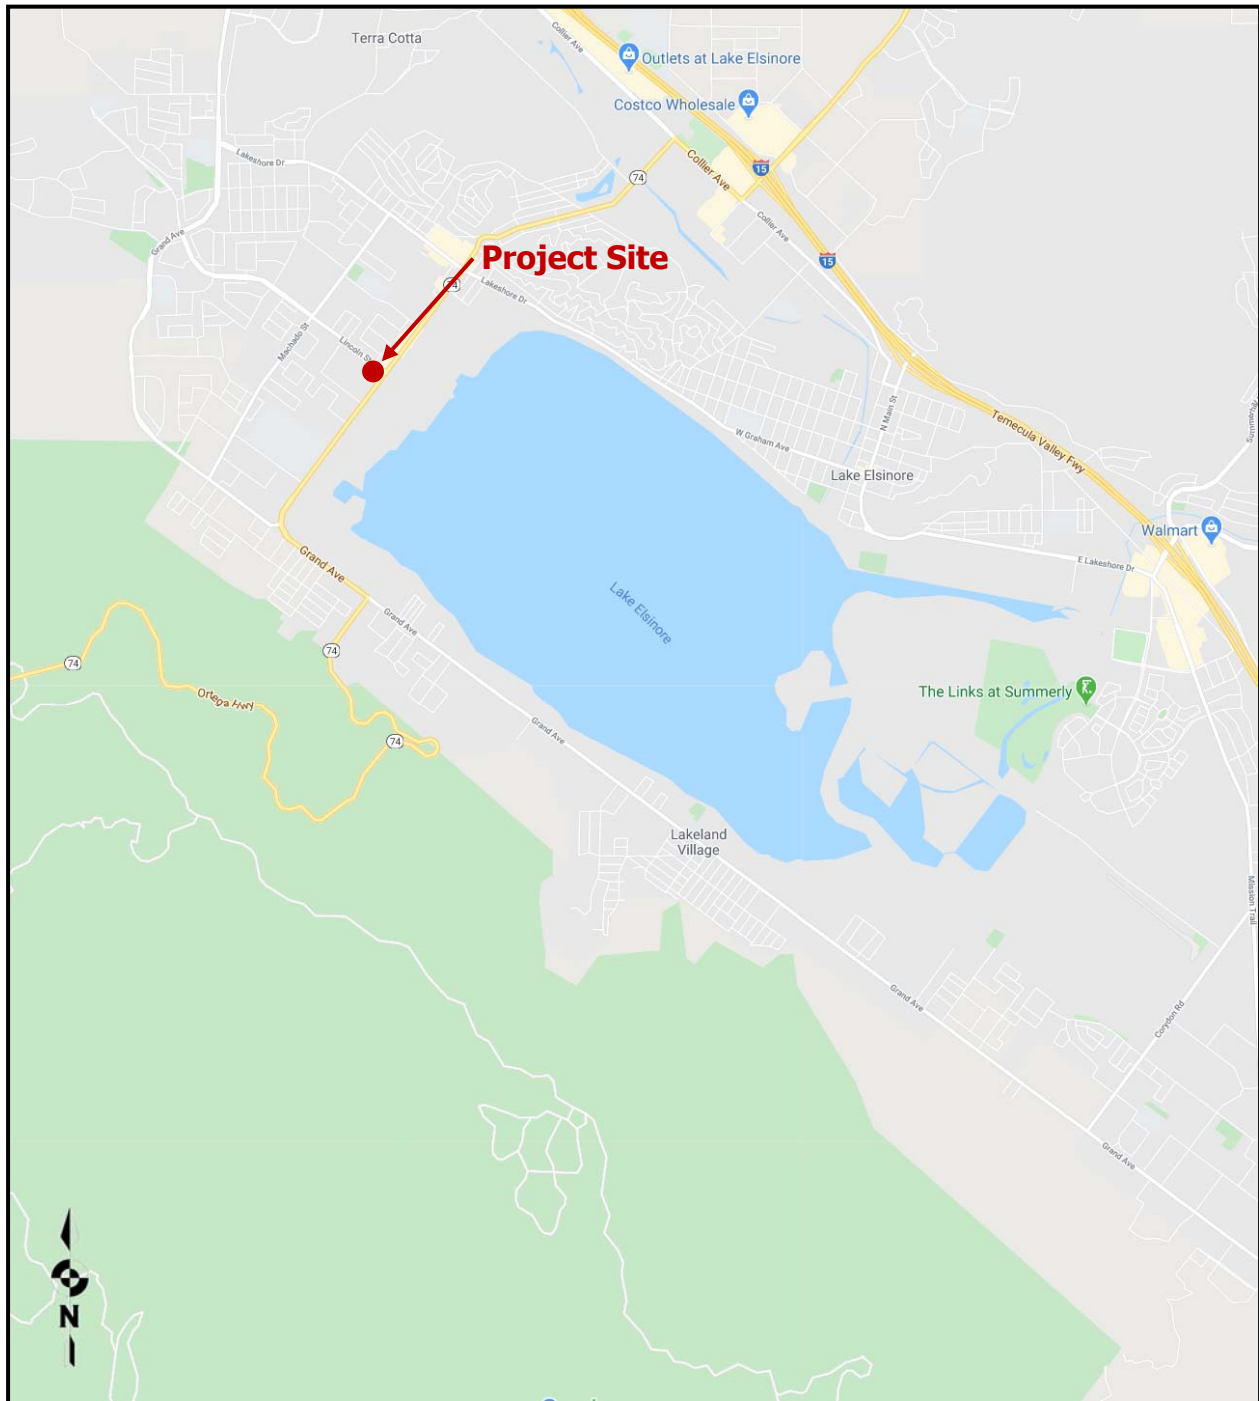 Terra Cotta
Collier Ave
Outlets at Lake Elsinore
Costco Wholesale
Lakeshore Dr
74
Collier Ave
15
Collier Ave
Grand Ave
Project Site
15
74
Lakeshore Dr
Machado St
Lincoln St
N Main St
Temecula Valley Fwy
W Graham Ave
Lake Elsinore
Walmart
Grand Ave
E Lakeshore Dr
Lake Elsinore
Grand Ave
74
74
Ortega Hwy
The Links at Summerly
Grand Ave
74
Lakeland
Village
Mission Trail
Grand Ave
Corydon Rd
Grand Ave
N